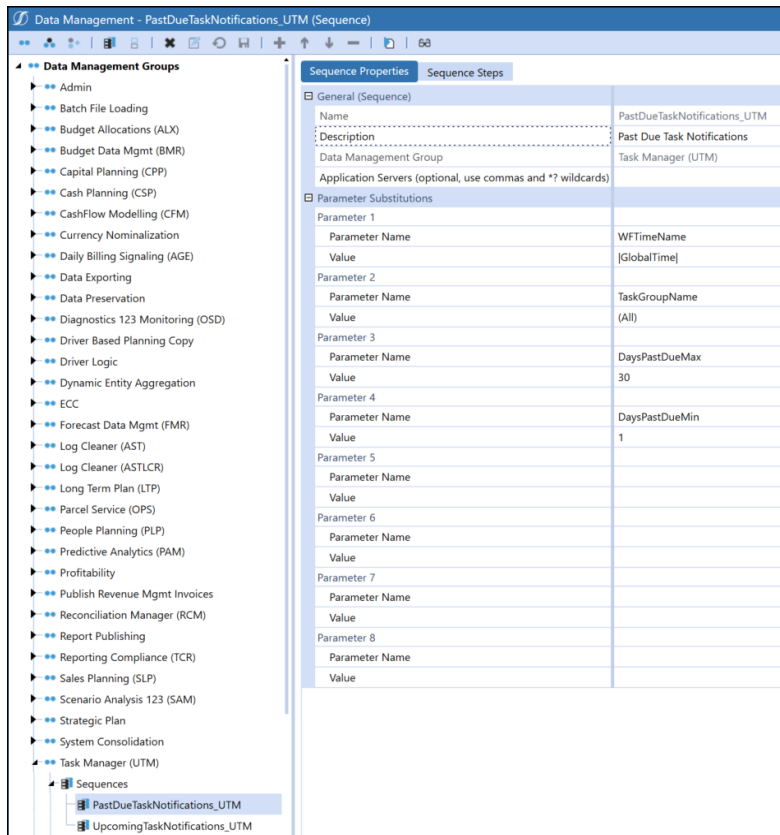 Data Management - PastDueTaskNotifications_UTM (Sequence)
Data Management Groups
Admin
Batch File Loading
Budget Allocations (ALX)
Budget Data Mgmt (BMR)
Capital Planning (CPP)
Cash Planning (CSP)
CashFlow Modelling (CFM)
Currency Nominalization
Daily Billing Signaling (AGE)
Data Exporting
Data Preservation
Diagnostics 123 Monitoring (OSD)
Driver Based Planning Copy
Driver Logic
Dynamic Entity Aggregation
ECC
Forecast Data Mgmt (FMR)
Log Cleaner (AST)
Log Cleaner (ASTLCR)
Long Term Plan (LTP)
Parcel Service (OPS)
People Planning (PLP)
Predictive Analytics (PAM)
Profitability
Publish Revenue Mgmt Invoices
Reconciliation Manager (RCM)
Report Publishing
Reporting Compliance (TCR)
Sales Planning (SLP)
Scenario Analysis 123 (SAM)
Strategic Plan
System Consolidation
Task Manager (UTM)
Sequences
PastDueTaskNotifications_UTM
UpcomingTaskNotifications_UTM
Sequence Properties Sequence Steps
General (Sequence)
Name PastDueTaskNotifications_UTM
Description Past Due Task Notifications
Data Management Group Task Manager (UTM)
Application Servers (optional, use commas and *? wildcards)
Parameter Substitutions
Parameter 1
Parameter Name WFTimeName
Value |GlobalTime|
Parameter 2
Parameter Name TaskGroupName
Value (All)
Parameter 3
Parameter Name DaysPastDueMax
Value 30
Parameter 4
Parameter Name DaysPastDueMin
Value 1
Parameter 5
Parameter Name
Value
Parameter 6
Parameter Name
Value
Parameter 7
Parameter Name
Value
Parameter 8
Parameter Name
Value